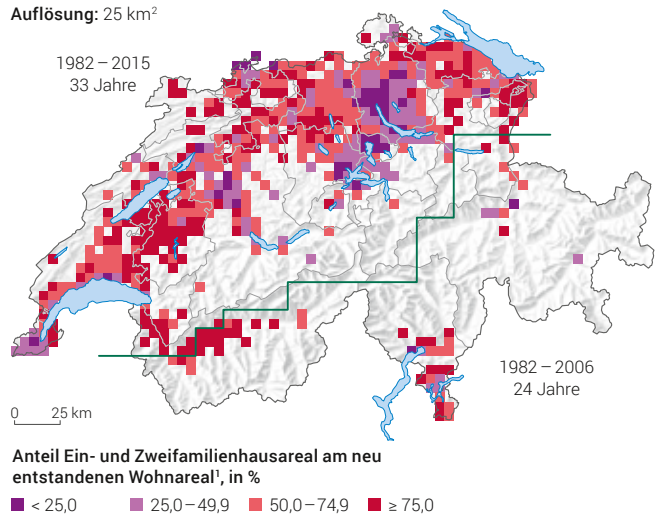 Auflösung: 25 km²
1982 – 2015
33 Jahre
1982 – 2006
24 Jahre
0 25 km
Anteil Ein- und Zweifamilienhausareal am neu
entstandenen Wohnareal¹, in %
< 25,0 25,0 – 49,9 50,0 – 74,9 ≥ 75,0